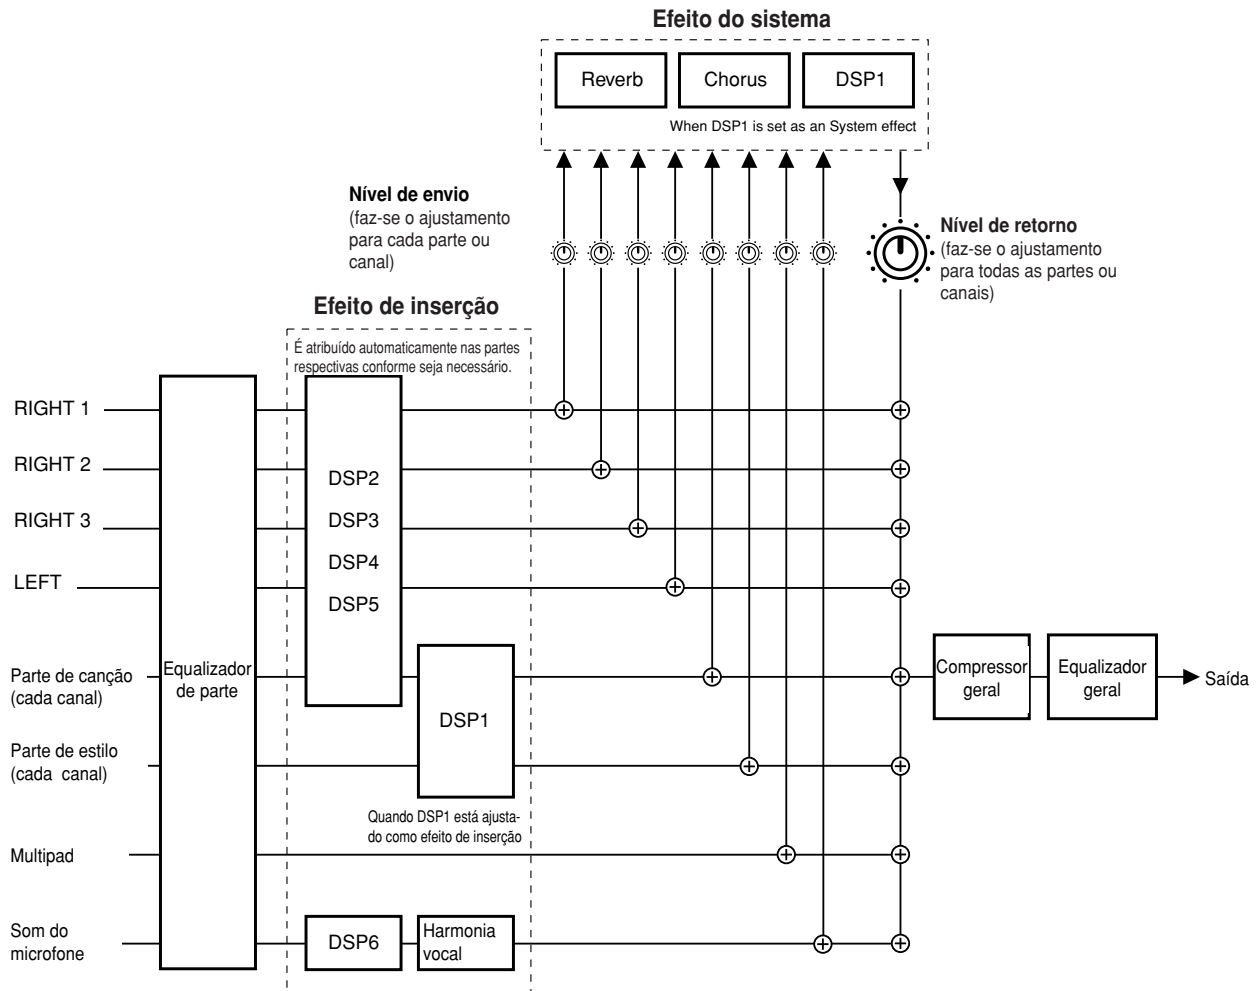 Efeito do sistema
Reverb
Chorus
DSP1
When DSP1 is set as an System effect
Nível de envio
(faz-se o ajustamento
para cada parte ou
canal)
Nível de retorno
(faz-se o ajustamento
para todas as partes ou
canais)
Efeito de inserção
É atribuído automaticamente nas partes
respectivas conforme seja necessário.
RIGHT 1
RIGHT 2
RIGHT 3
LEFT
Parte de canção
(cada canal)
Parte de estilo
(cada canal)
Multipad
Som do
microfone
Equalizador
de parte
DSP2
DSP3
DSP4
DSP5
DSP1
Quando DSP1 está ajusta-
do como efeito de inserção
DSP6
Harmonia
vocal
Compressor
geral
Equalizador
geral
Saída